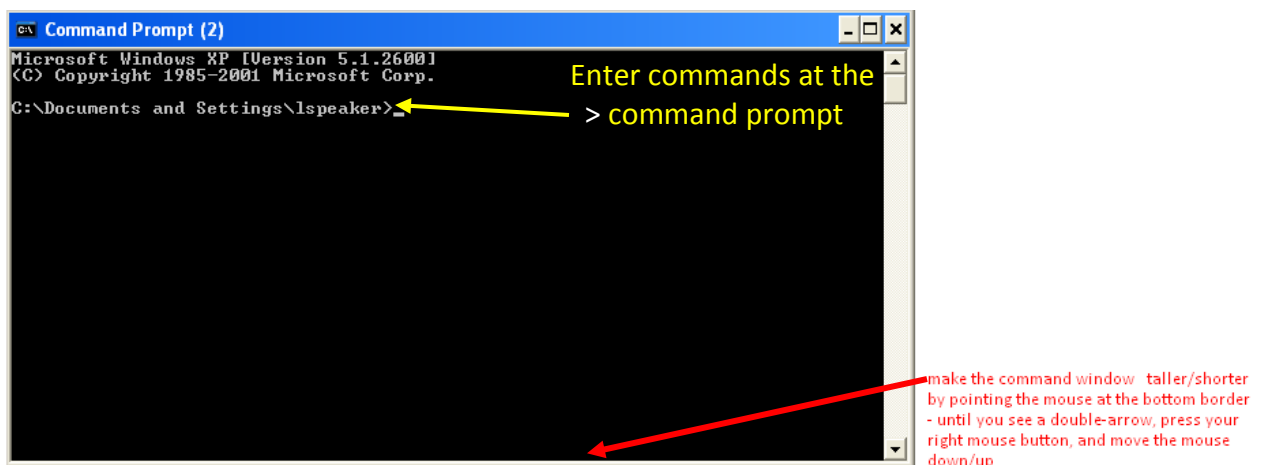 Command Prompt (2)
Microsoft Windows XP [Version 5.1.2600]
(C) Copyright 1985-2001 Microsoft Corp.
C:\Documents and Settings\lspeaker>_
Enter commands at the
> command prompt
make the command window taller/shorter
by pointing the mouse at the bottom border
- until you see a double-arrow, press your
right mouse button, and move the mouse
down/up